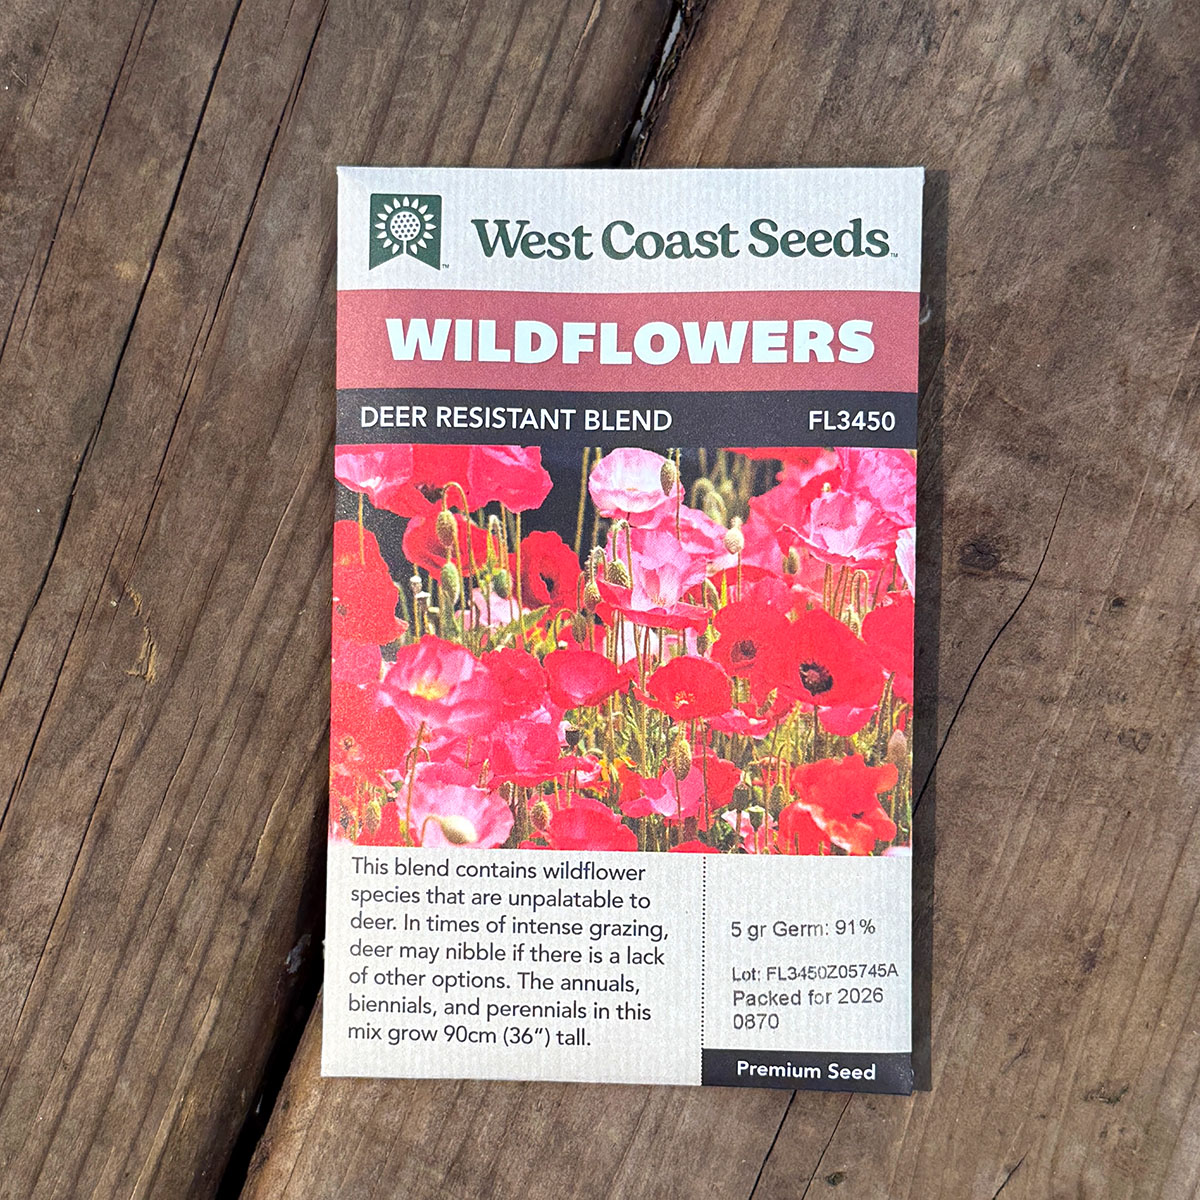 West Coast Seeds™
WILDFLOWERS
DEER RESISTANT BLEND
FL3450
This blend contains wildflower
species that are unpalatable to
deer. In times of intense grazing,
deer may nibble if there is a lack
of other options. The annuals,
biennials, and perennials in this
mix grow 90cm (36") tall.
5 gr Germ: 91%
Lot: FL3450Z05745A
Packed for 2026
0870
Premium Seed